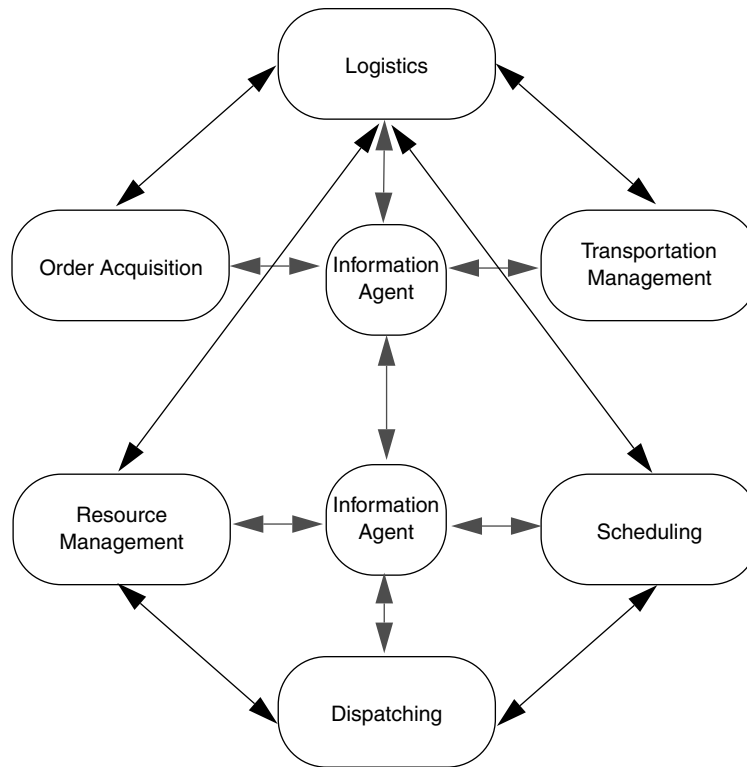 Logistics
Order Acquisition
Information
Agent
Transportation
Management
Resource
Management
Information
Agent
Scheduling
Dispatching